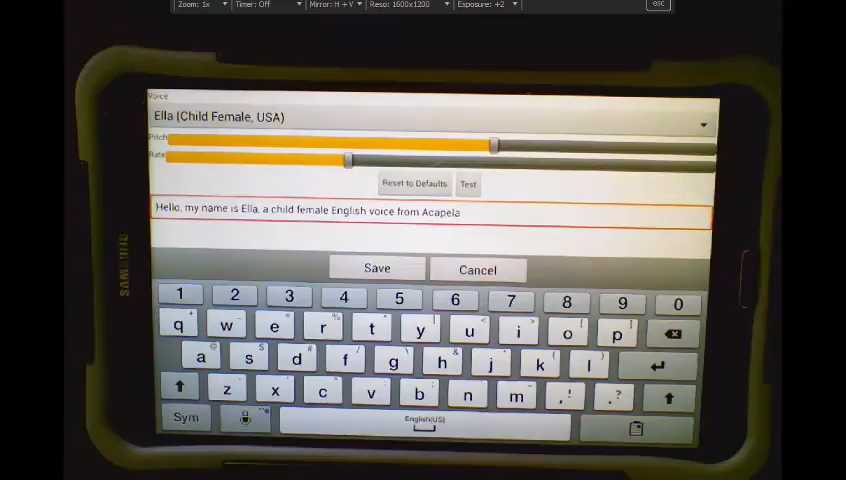 Zoom: 1x Timer: Off Mirror: H + V Reso: 1600x1200 Exposure: +2 esc
Voice
Ella (Child Female, USA)
Pitch
Rate
Reset to Defaults Test
Hello, my name is Ella, a child female English voice from Acapela
Save Cancel
SAMSUNG
1 2 3 4 5 6 7 8 9 0
q w e r t y u i o p
a s d f g h j k l
z x c v b n m , ! . ?
Sym English(US)